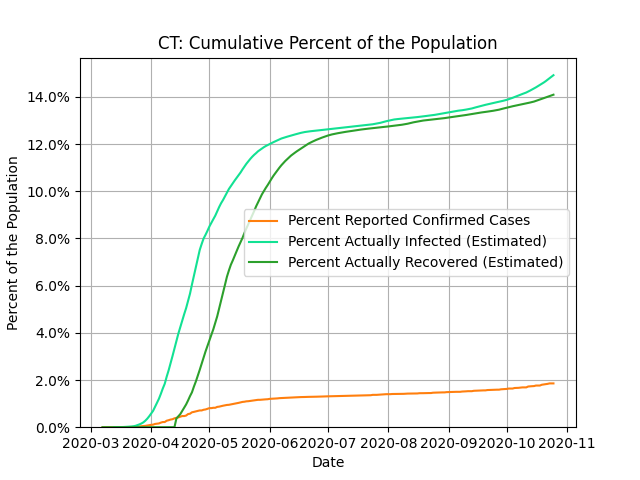 CT: Cumulative Percent of the Population
Percent of the Population
14.0%
12.0%
10.0%
8.0%
6.0%
4.0%
2.0%
0.0%
Percent Reported Confirmed Cases
Percent Actually Infected (Estimated)
Percent Actually Recovered (Estimated)
2020-03 2020-04 2020-05 2020-06 2020-07 2020-08 2020-09 2020-10 2020-11
Date